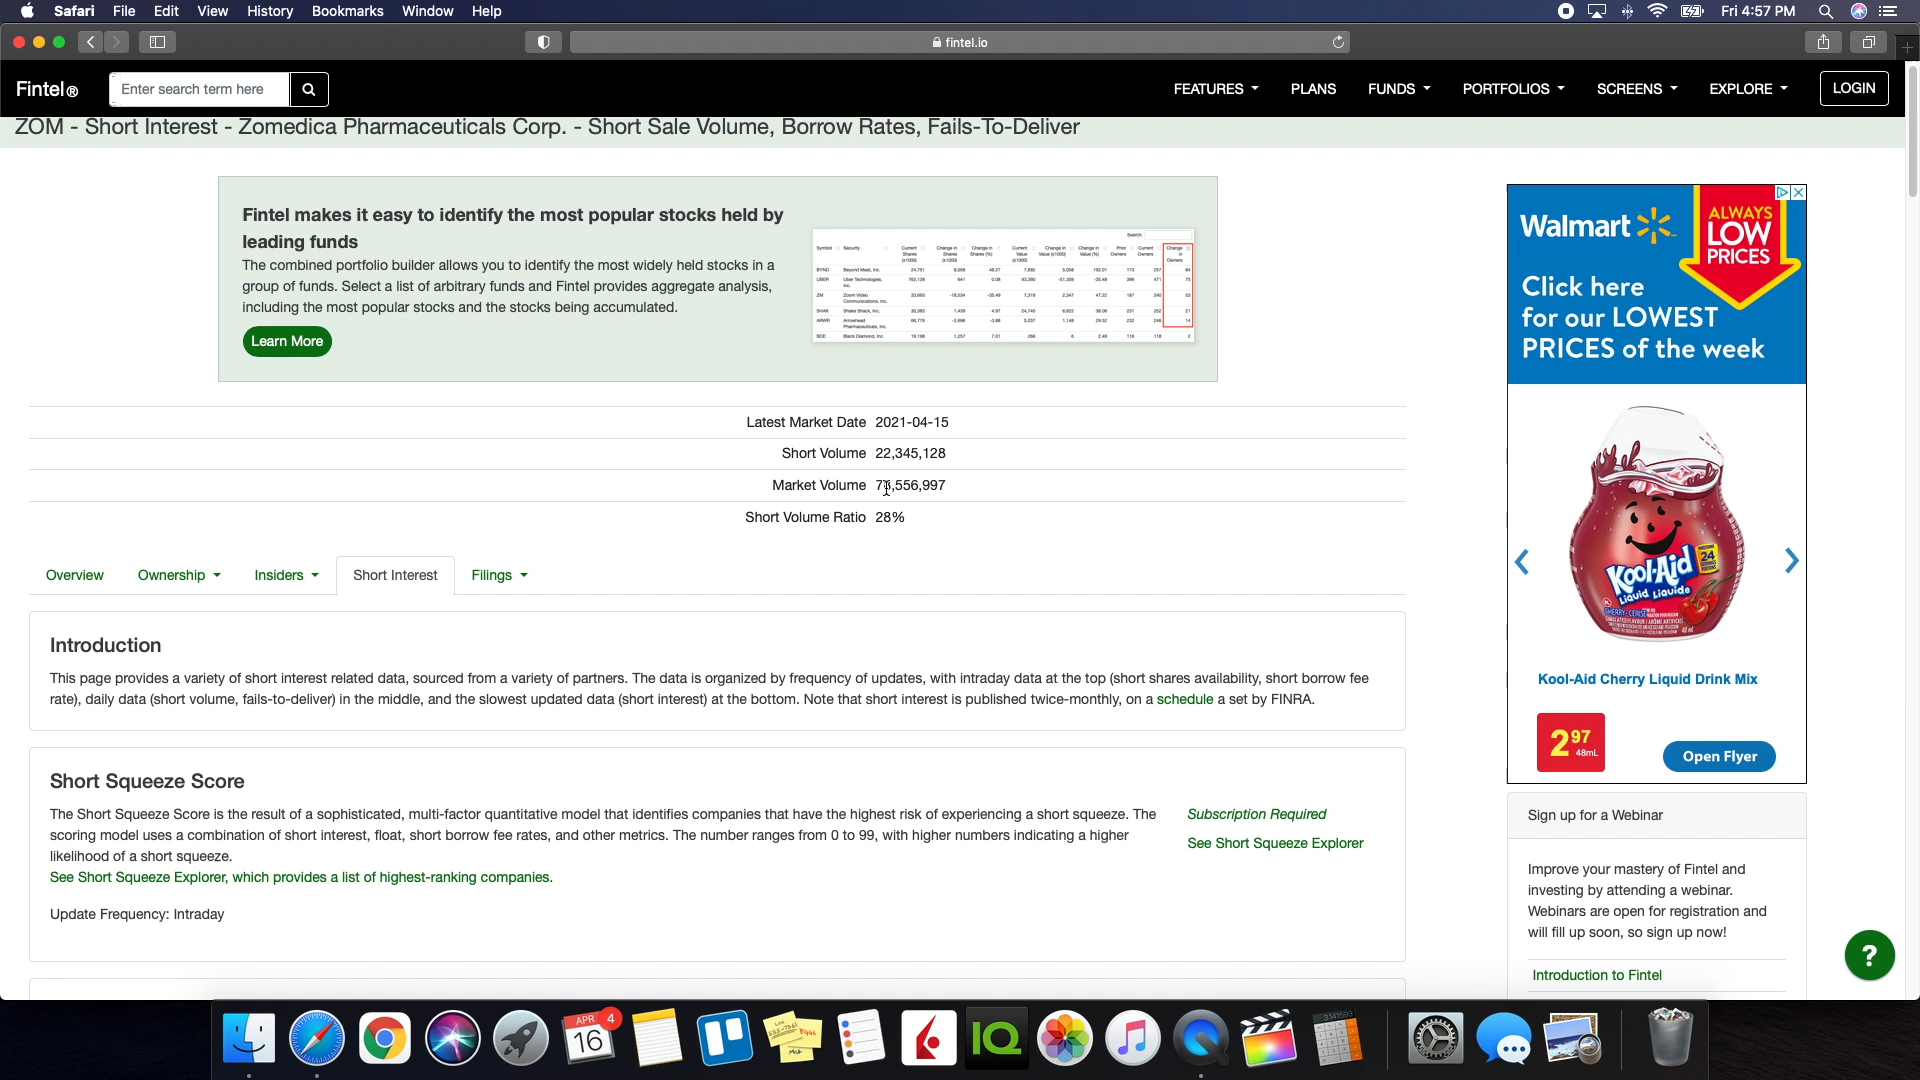 Safari File Edit View History Bookmarks Window Help Fri 4:57 PM
fintel.io
Fintel® Enter search term here FEATURES PLANS FUNDS PORTFOLIOS SCREENS EXPLORE LOGIN
ZOM - Short Interest - Zomedica Pharmaceuticals Corp. - Short Sale Volume, Borrow Rates, Fails-To-Deliver
Fintel makes it easy to identify the most popular stocks held by
leading funds
The combined portfolio builder allows you to identify the most widely held stocks in a
group of funds. Select a list of arbitrary funds and Fintel provides aggregate analysis,
including the most popular stocks and the stocks being accumulated.
Learn More
Latest Market Date 2021-04-15
Short Volume 22,345,128
Market Volume
Short Volume Ratio 28%
Overview Ownership Insiders Short Interest Filings
Introduction
This page provides a variety of short interest related data, sourced from a variety of partners. The data is organized by frequency of updates, with intraday data at the top (short shares availability, short borrow fee
rate), daily data (short volume, fails-to-deliver) in the middle, and the slowest updated data (short interest) at the bottom. Note that short interest is published twice-monthly, on a schedule a set by FINRA.
Short Squeeze Score
The Short Squeeze Score is the result of a sophisticated, multi-factor quantitative model that identifies companies that have the highest risk of experiencing a short squeeze. The
scoring model uses a combination of short interest, float, short borrow fee rates, and other metrics. The number ranges from 0 to 99, with higher numbers indicating a higher
likelihood of a short squeeze.
See Short Squeeze Explorer, which provides a list of highest-ranking companies.
Update Frequency: Intraday
Subscription Required
See Short Squeeze Explorer
Walmart
ALWAYS
LOW
PRICES
Click here
for our LOWEST
PRICES of the week
Kool-Aid
Liquid Liquide
Kool-Aid Cherry Liquid Drink Mix
2 97
48mL
Open Flyer
Sign up for a Webinar
Improve your mastery of Fintel and
investing by attending a webinar.
Webinars are open for registration and
will fill up soon, so sign up now!
Introduction to Fintel
?
APR 4
16
IQ